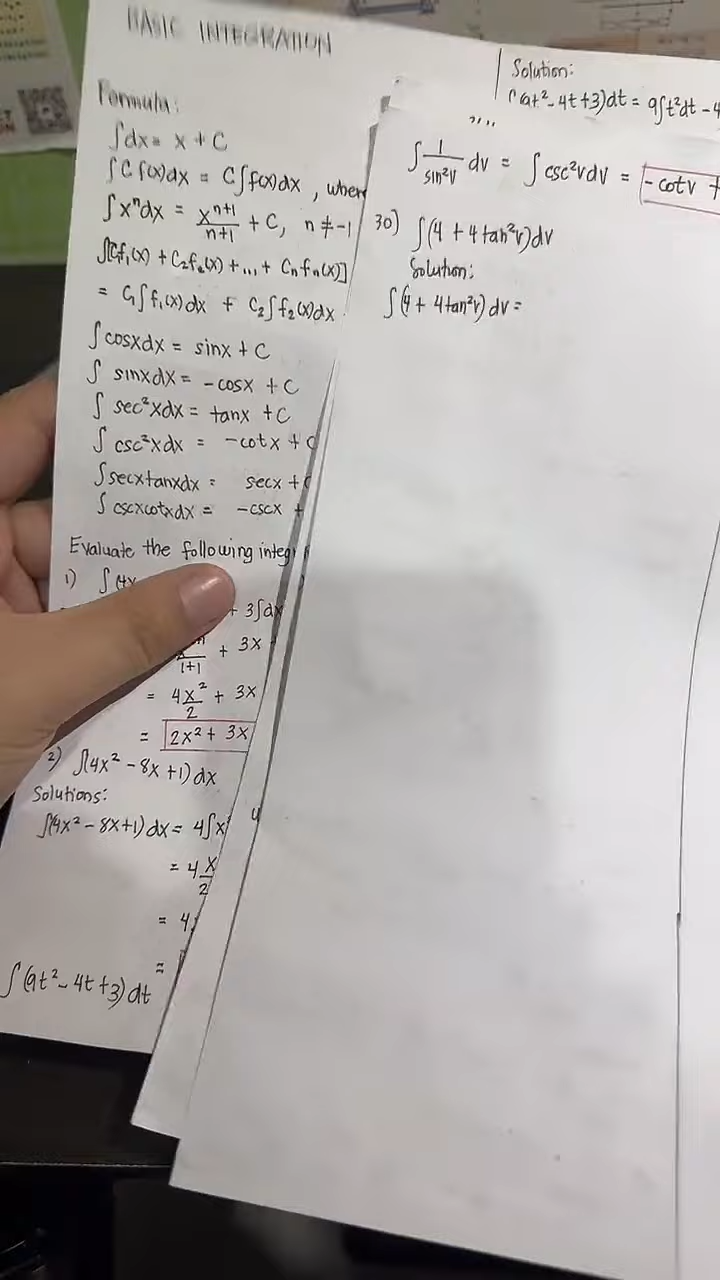 BASIC INTEGRATION
Formula:
∫dx = x + C
∫C f(x)dx = C∫f(x)dx , where
∫xⁿdx = xⁿ⁺¹/n+1 + C, n ≠ -1
∫[C₁f₁(x) + C₂f₂(x) + ... + Cₙfₙ(x)]
= C₁∫f₁(x)dx + C₂∫f₂(x)dx
∫cosxdx = sinx + C
∫ sinxdx = -cosx + C
∫ sec²xdx = tanx + C
∫ csc²xdx = -cotx + C
∫secxtanxdx = secx +
∫ cscxcotxdx = -cscx +
Evaluate the following integ
1) ∫(4x
+ 3∫dx
1+1 + 3x
= 4x²/2 + 3x
= 2x² + 3x
2) ∫(4x² - 8x + 1) dx
Solutions:
∫(4x² - 8x + 1) dx = 4∫x
= 4 x/2
= 4
=
∫(9t² - 4t + 3) dt
Solution:
∫(9t² - 4t + 3)dt = 9∫t²dt - 4
∫ 1/sin²v dv = ∫ csc²vdv = -cotv +
30) ∫(4 + 4tan²v)dv
Solution:
∫(4 + 4tan²v) dv =